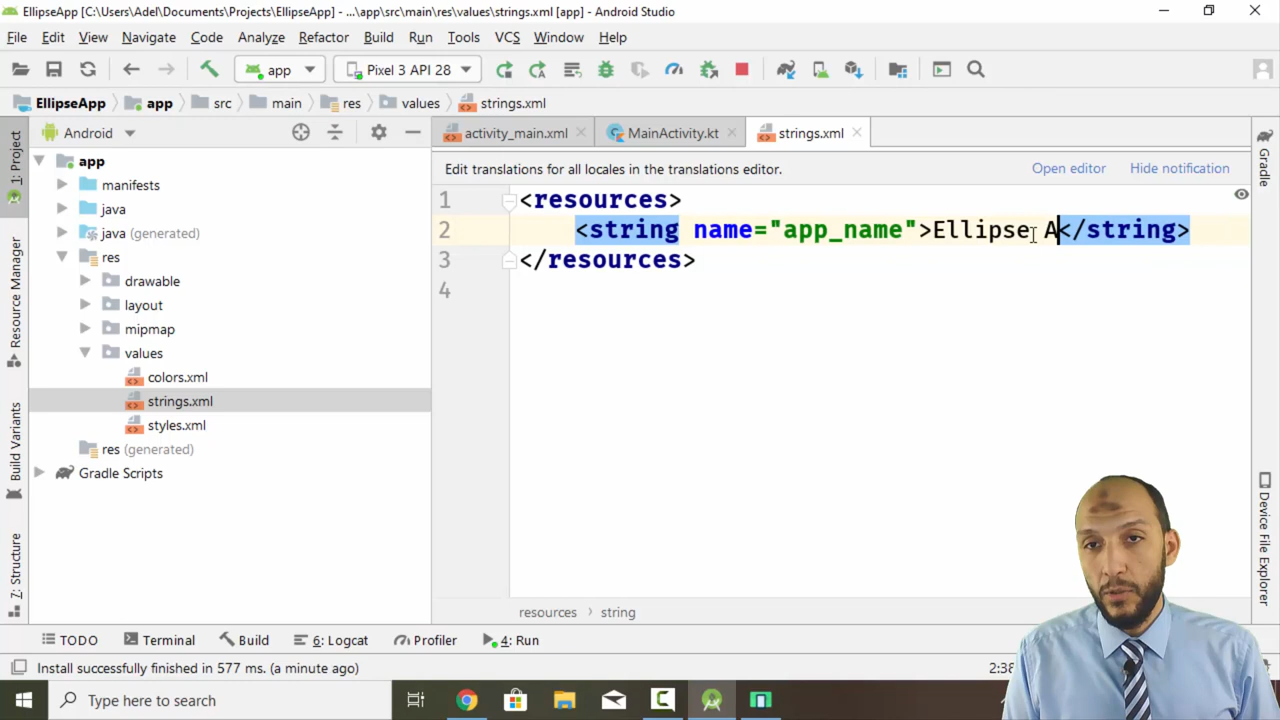 EllipseApp [C:\Users\Adel\Documents\Projects\EllipseApp] - ...\app\src\main\res\values\strings.xml [app] - Android Studio
File Edit View Navigate Code Analyze Refactor Build Run Tools VCS Window Help
app Pixel 3 API 28
EllipseApp app src main res values strings.xml
1: Project
Resource Manager
Build Variants
7: Structure
Android
app
manifests
java
java (generated)
res
drawable
layout
mipmap
values
colors.xml
strings.xml
styles.xml
res (generated)
Gradle Scripts
activity_main.xml MainActivity.kt strings.xml
Edit translations for all locales in the translations editor. Open editor Hide notification
1 <resources>
2 <string name="app_name">Ellipse A</string>
3 </resources>
4
resources › string
Gradle
Device File Explorer
TODO Terminal Build 6: Logcat Profiler 4: Run
Install successfully finished in 577 ms. (a minute ago) 2:38
Type here to search